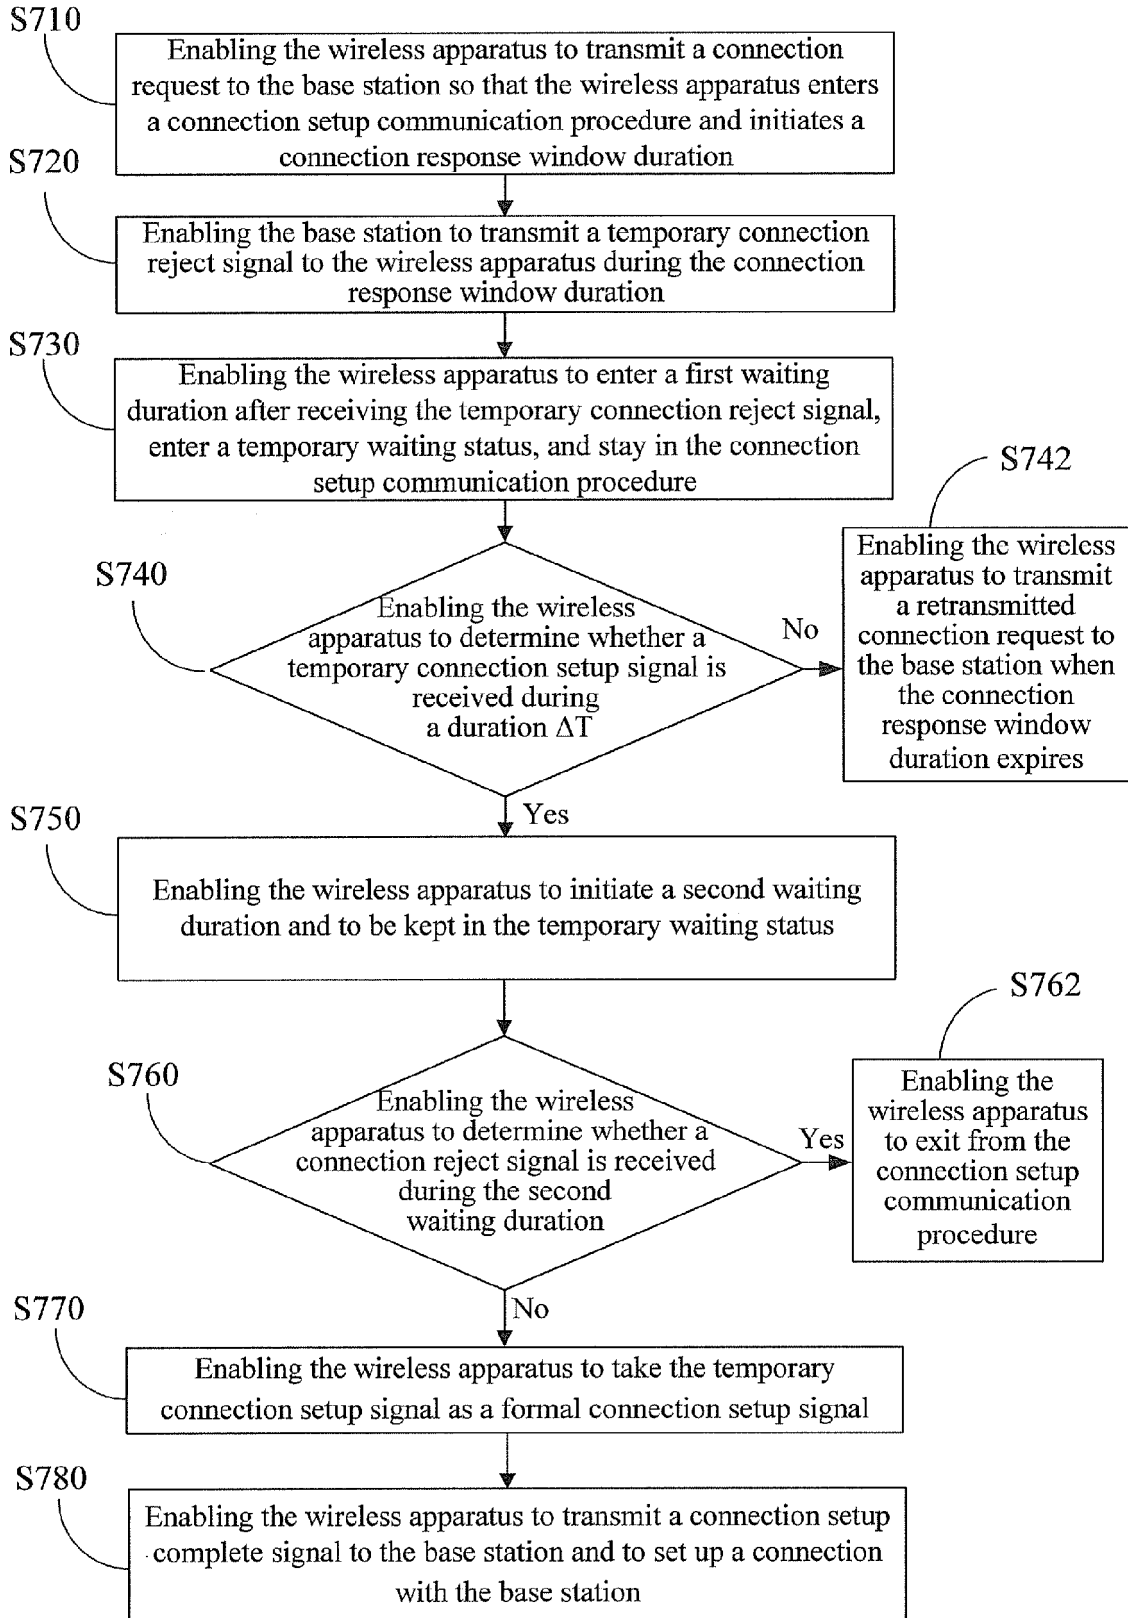 S710
Enabling the wireless apparatus to transmit a connection
request to the base station so that the wireless apparatus enters
a connection setup communication procedure and initiates a
connection response window duration
S720
Enabling the base station to transmit a temporary connection
reject signal to the wireless apparatus during the connection
response window duration
S730
Enabling the wireless apparatus to enter a first waiting
duration after receiving the temporary connection reject signal,
enter a temporary waiting status, and stay in the connection
setup communication procedure
S740
Enabling the wireless
apparatus to determine whether a
temporary connection setup signal is
received during
a duration ΔT
No
S742
Enabling the wireless
apparatus to transmit
a retransmitted
connection request to
the base station when
the connection
response window
duration expires
Yes
S750
Enabling the wireless apparatus to initiate a second waiting
duration and to be kept in the temporary waiting status
S760
Enabling the wireless
apparatus to determine whether a
connection reject signal is received
during the second
waiting duration
Yes
S762
Enabling the
wireless apparatus
to exit from the
connection setup
communication
procedure
No
S770
Enabling the wireless apparatus to take the temporary
connection setup signal as a formal connection setup signal
S780
Enabling the wireless apparatus to transmit a connection setup
complete signal to the base station and to set up a connection
with the base station